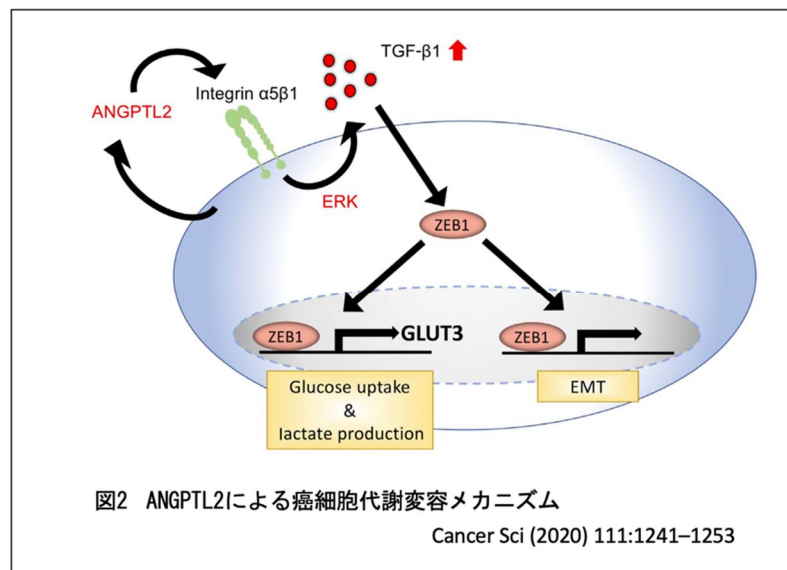 TGF-β1
Integrin α5β1
ANGPTL2
ERK
ZEB1
ZEB1
GLUT3
ZEB1
Glucose uptake
&
lactate production
EMT
図2 ANGPTL2による癌細胞代謝変容メカニズム
Cancer Sci (2020) 111:1241–1253